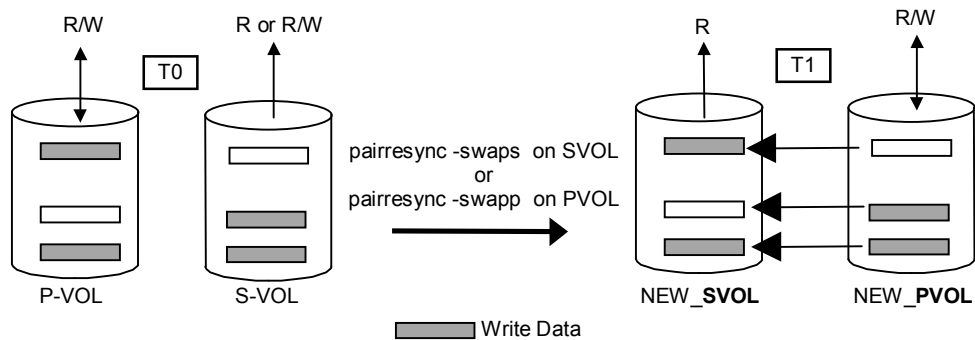 R/W
R or R/W
T0
P-VOL
S-VOL
pairresync -swaps on SVOL
or
pairresync -swapp on PVOL
R
R/W
T1
NEW_SVOL
NEW_PVOL
Write Data